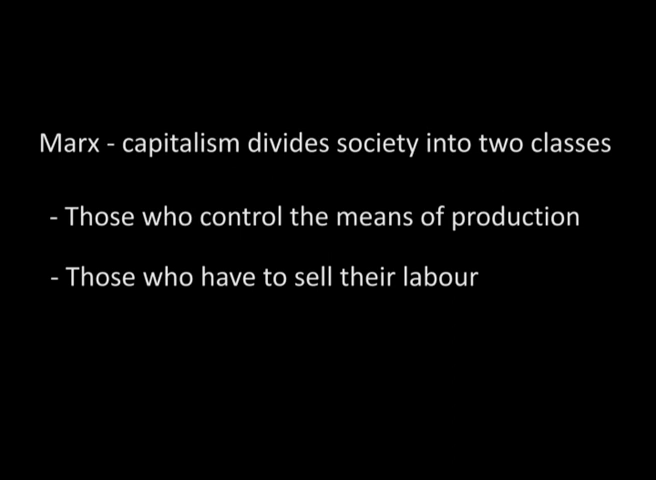 Marx - capitalism divides society into two classes
- Those who control the means of production
- Those who have to sell their labour